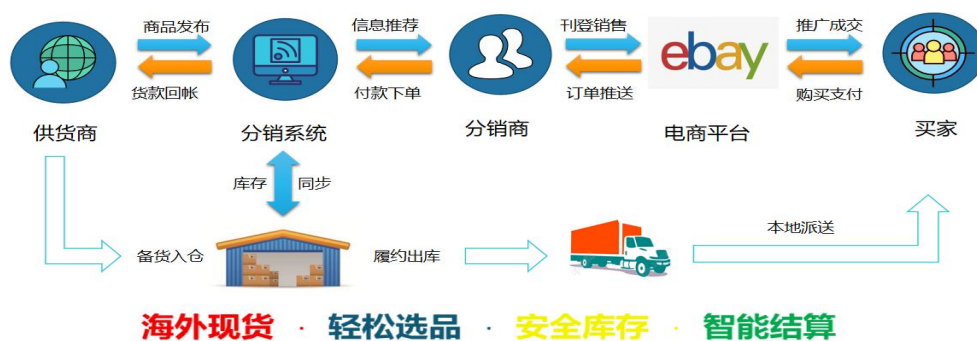 商品发布
信息推荐
刊登销售
推广成交
ebay
货款回帐
付款下单
订单推送
购买支付
供货商
分销系统
分销商
电商平台
买家
库存 同步
本地派送
备货入仓
履约出库
海外现货 · 轻松选品 · 安全库存 · 智能结算